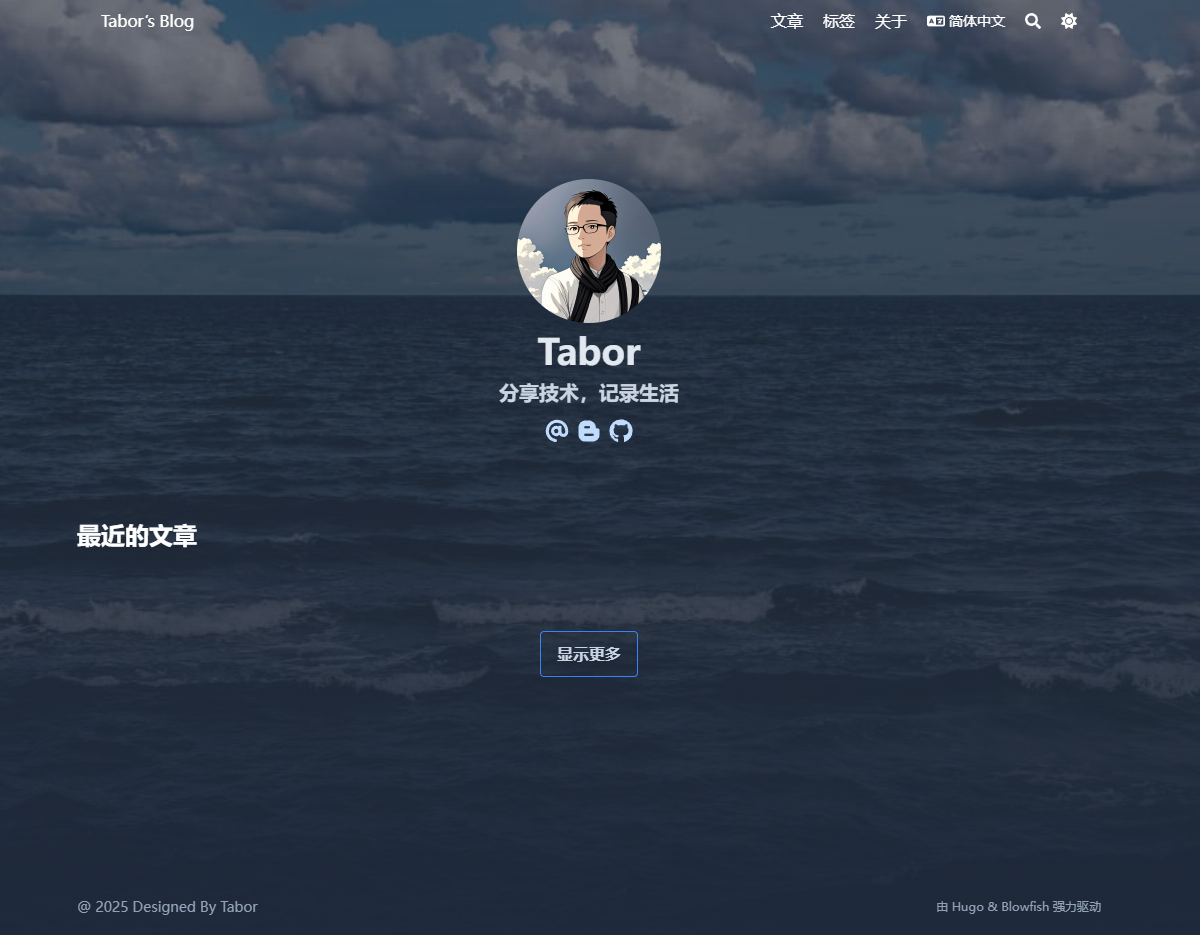 Tabor’s Blog 文章 标签 关于 简体中文
Tabor
分享技术，记录生活
最近的文章
显示更多
@ 2025 Designed By Tabor 由 Hugo & Blowfish 强力驱动